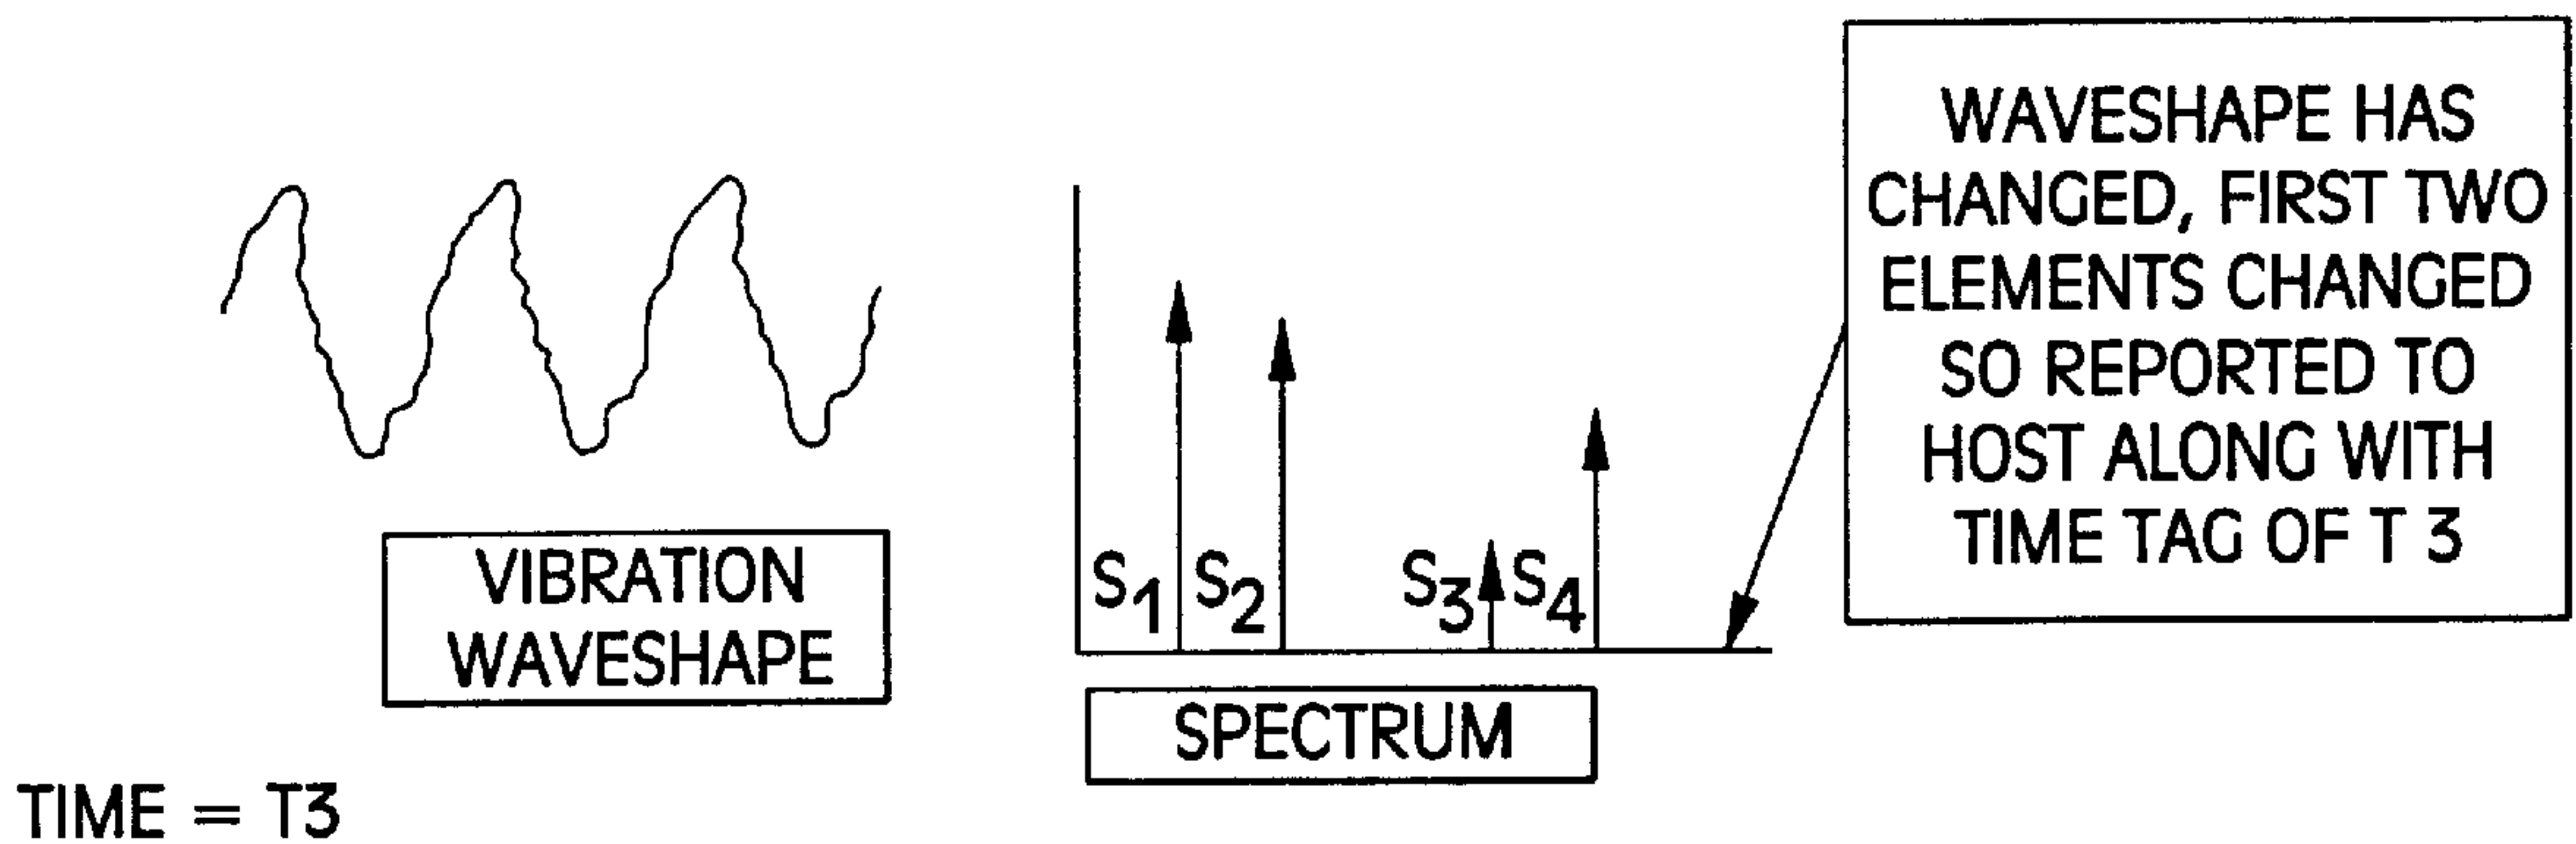 WAVESHAPE HAS
CHANGED, FIRST TWO
ELEMENTS CHANGED
SO REPORTED TO
HOST ALONG WITH
TIME TAG OF T 3
S1 S2 S3 S4
VIBRATION
WAVESHAPE
SPECTRUM
TIME = T3